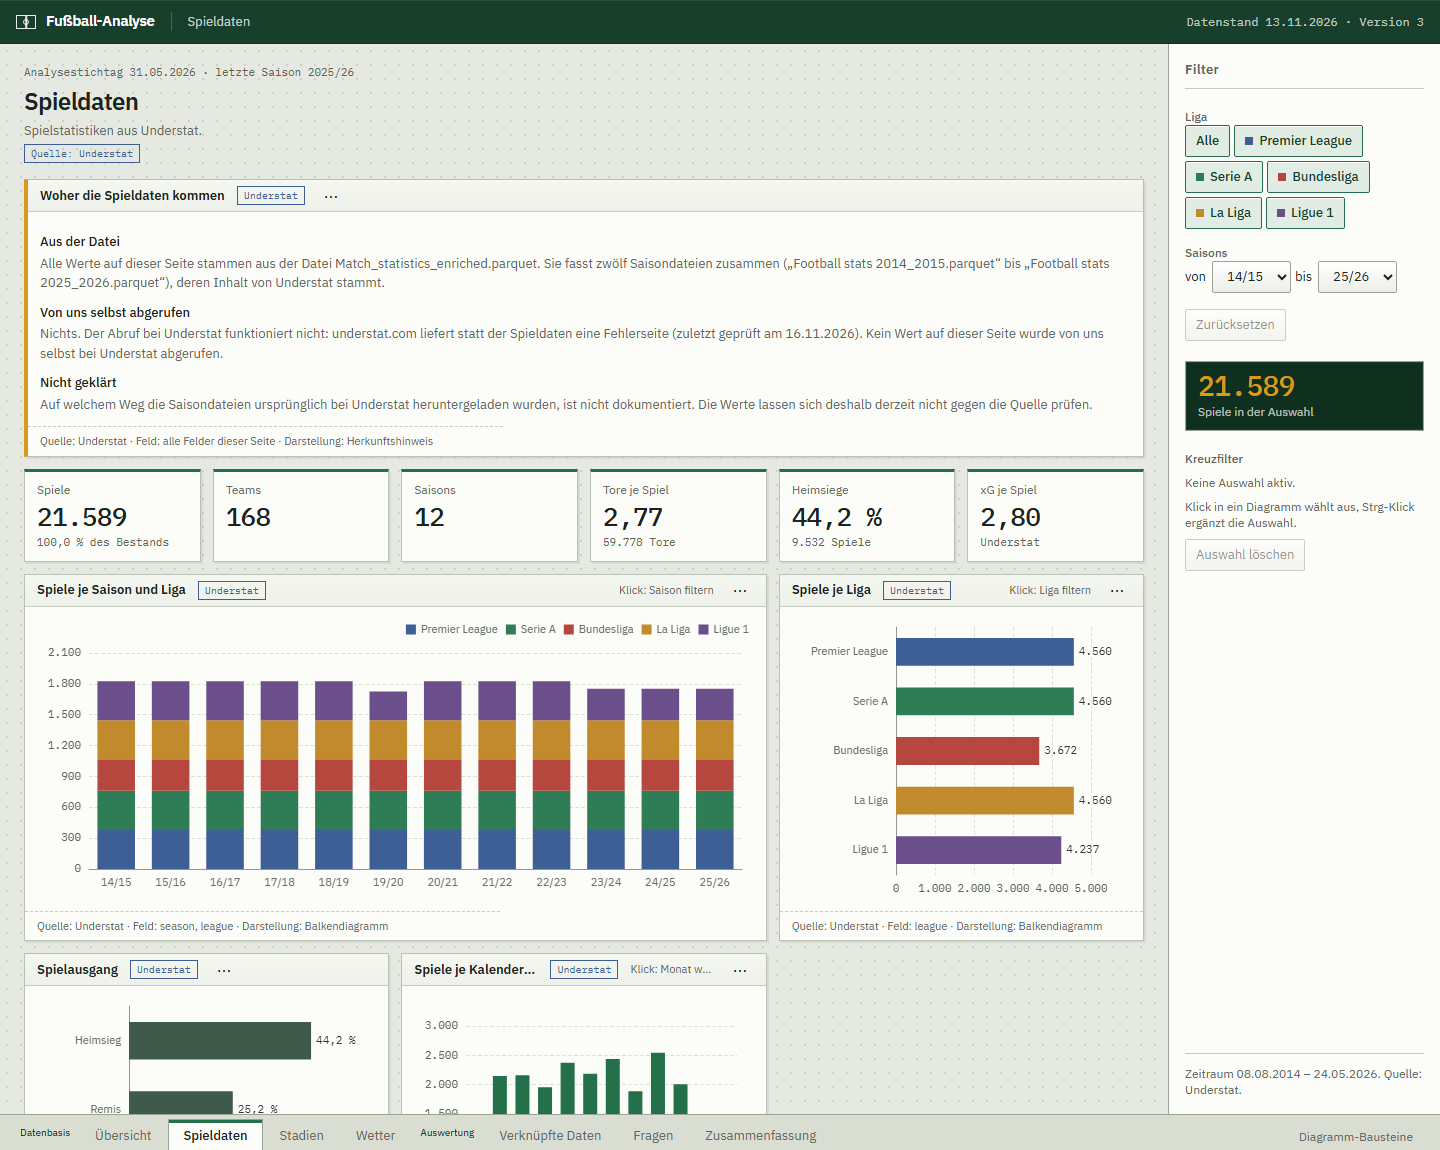 Fußball-Analyse
Spieldaten
Datenstand 13.11.2026 · Version 3
Analysestichtag 31.05.2026 · letzte Saison 2025/26
Spieldaten
Spielstatistiken aus Understat.
Quelle: Understat
Woher die Spieldaten kommen
Understat
...
Aus der Datei
Alle Werte auf dieser Seite stammen aus der Datei Match_statistics_enriched.parquet. Sie fasst zwölf Saisondateien zusammen („Football stats 2014_2015.parquet“ bis „Football stats
2025_2026.parquet“), deren Inhalt von Understat stammt.
Von uns selbst abgerufen
Nichts. Der Abruf bei Understat funktioniert nicht: understat.com liefert statt der Spieldaten eine Fehlerseite (zuletzt geprüft am 16.11.2026). Kein Wert auf dieser Seite wurde von uns
selbst bei Understat abgerufen.
Nicht geklärt
Auf welchem Weg die Saisondateien ursprünglich bei Understat heruntergeladen wurden, ist nicht dokumentiert. Die Werte lassen sich deshalb derzeit nicht gegen die Quelle prüfen.
Quelle: Understat · Feld: alle Felder dieser Seite · Darstellung: Herkunftshinweis
Spiele
21.589
100,0 % des Bestands
Teams
168
Saisons
12
Tore je Spiel
2,77
59.778 Tore
Heimsiege
44,2 %
9.532 Spiele
xG je Spiel
2,80
Understat
Spiele je Saison und Liga
Understat
Klick: Saison filtern
...
Premier League
Serie A
Bundesliga
La Liga
Ligue 1
2.100
1.800
1.500
1.200
900
600
300
0
14/15
15/16
16/17
17/18
18/19
19/20
20/21
21/22
22/23
23/24
24/25
25/26
Quelle: Understat · Feld: season, league · Darstellung: Balkendiagramm
Spiele je Liga
Understat
Klick: Liga filtern
...
Premier League
4.560
Serie A
4.560
Bundesliga
3.672
La Liga
4.560
Ligue 1
4.237
0
1.000
2.000
3.000
4.000
5.000
Quelle: Understat · Feld: league · Darstellung: Balkendiagramm
Spielausgang
Understat
...
Heimsieg
44,2 %
Remis
25,2 %
Spiele je Kalender...
Understat
Klick: Monat w...
...
3.000
2.500
2.000
1.500
Filter
Liga
Alle
Premier League
Serie A
Bundesliga
La Liga
Ligue 1
Saisons
von
14/15
bis
25/26
Zurücksetzen
21.589
Spiele in der Auswahl
Kreuzfilter
Keine Auswahl aktiv.
Klick in ein Diagramm wählt aus, Strg-Klick
ergänzt die Auswahl.
Auswahl löschen
Zeitraum 08.08.2014 – 24.05.2026. Quelle:
Understat.
Datenbasis
Übersicht
Spieldaten
Stadien
Wetter
Auswertung
Verknüpfte Daten
Fragen
Zusammenfassung
Diagramm-Bausteine